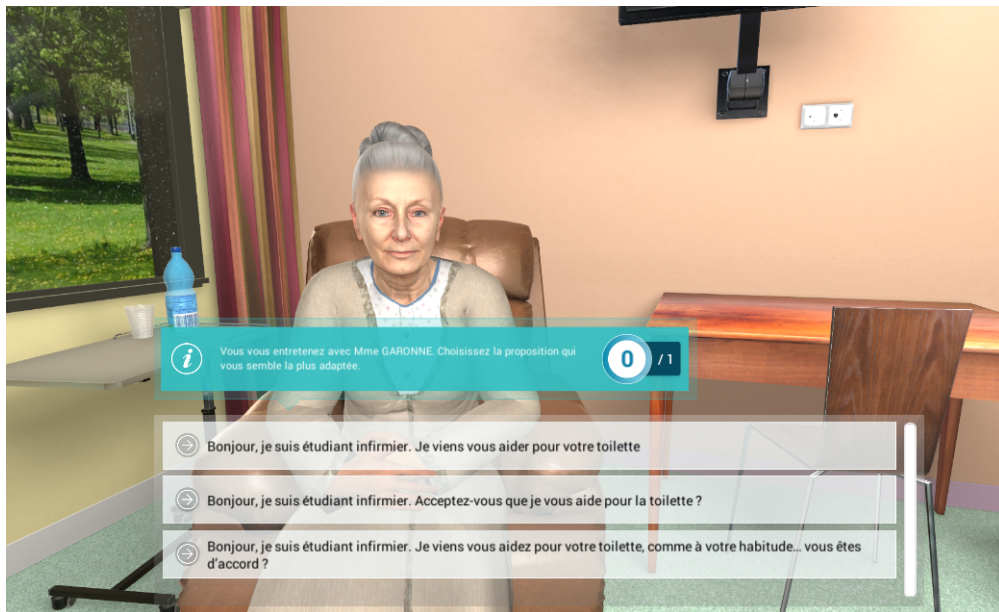 Vous vous entretenez avec Mme GARONNE. Choisissez la proposition qui
vous semble la plus adaptée.
0 / 1
Bonjour, je suis étudiant infirmier. Je viens vous aider pour votre toilette
Bonjour, je suis étudiant infirmier. Acceptez-vous que je vous aide pour la toilette ?
Bonjour, je suis étudiant infirmier. Je viens vous aidez pour votre toilette, comme à votre habitude... vous êtes
d'accord ?